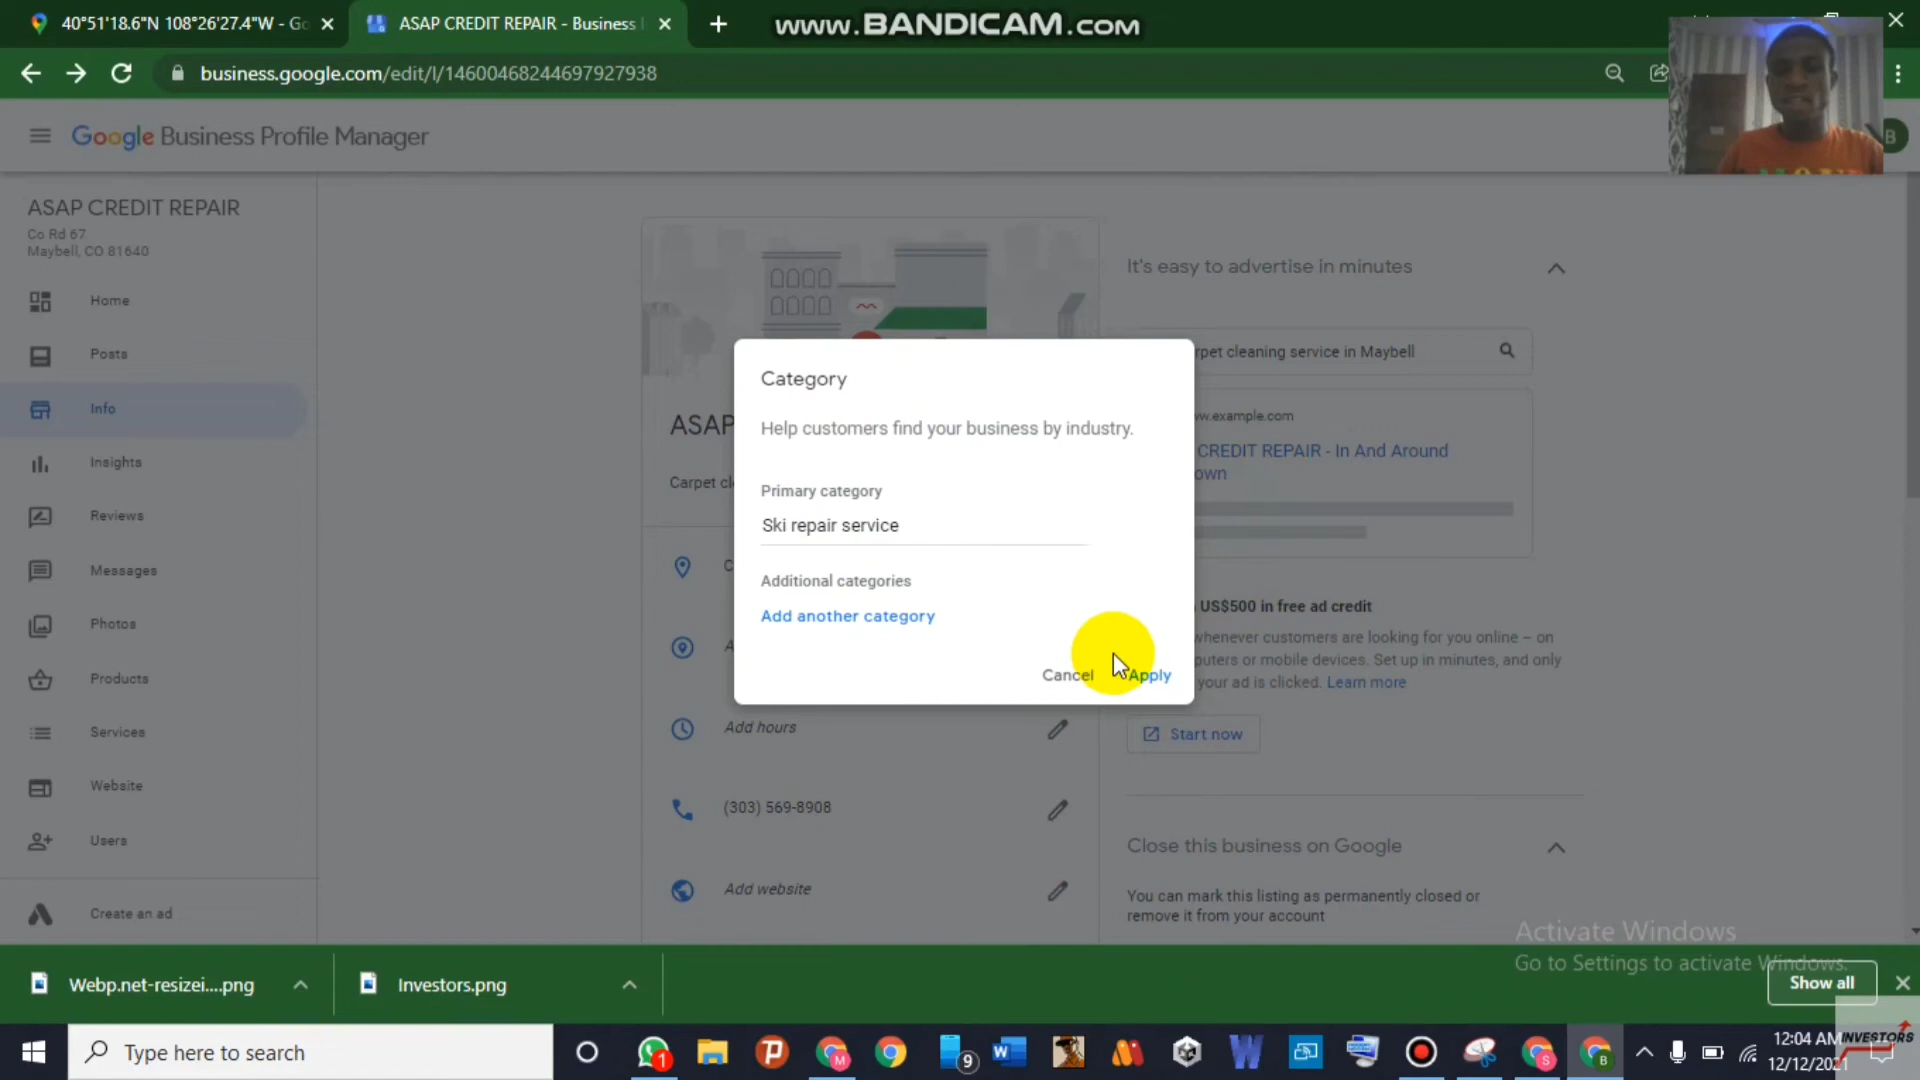 www.BANDICAM.com
40°51'18.6"N 108°26'27.4"W - Go
ASAP CREDIT REPAIR - Business I
business.google.com/edit/l/14600468244697927938
Google Business Profile Manager
B
ASAP CREDIT REPAIR
Co Rd 67
Maybell, CO 81640
Home
Posts
Info
Insights
Reviews
Messages
Photos
Products
Services
Website
Users
Create an ad
ASAP
Carpet cl
Category
Help customers find your business by industry.
Primary category
Ski repair service
Additional categories
Add another category
Cancel
Apply
Add hours
(303) 569-8908
Add website
It's easy to advertise in minutes
rpet cleaning service in Maybell
w.example.com
CREDIT REPAIR - In And Around
own
US$500 in free ad credit
whenever customers are looking for you online – on
puters or mobile devices. Set up in minutes, and only
your ad is clicked. Learn more
Start now
Close this business on Google
You can mark this listing as permanently closed or
remove it from your account
Activate Windows
Go to Settings to activate Windows.
Webp.net-resizei....png
Investors.png
Show all
Type here to search
1
9
12:04 AM
12/12/2021
INVESTORS